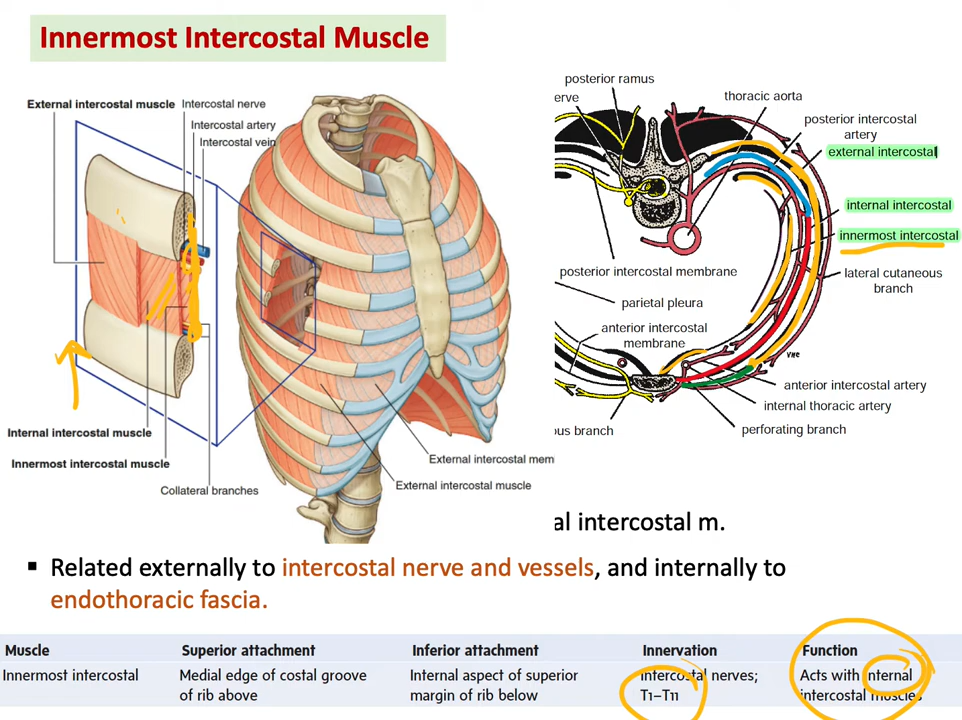 Innermost Intercostal Muscle
External intercostal muscle
Intercostal nerve
Intercostal artery
Intercostal vein
Internal intercostal muscle
Innermost intercostal muscle
Collateral branches
External intercostal mem
External intercostal muscle
posterior ramus
erve
thoracic aorta
posterior intercostal
artery
external intercostal
internal intercostal
innermost intercostal
posterior intercostal membrane
lateral cutaneous
branch
parietal pleura
anterior intercostal
membrane
VHC
anterior intercostal artery
internal thoracic artery
ous branch
perforating branch
al intercostal m.
▪ Related externally to intercostal nerve and vessels, and internally to
endothoracic fascia.
Muscle Superior attachment Inferior attachment Innervation Function
Innermost intercostal Medial edge of costal groove Internal aspect of superior Intercostal nerves; Acts with internal
of rib above margin of rib below T1–T11 intercostal muscles